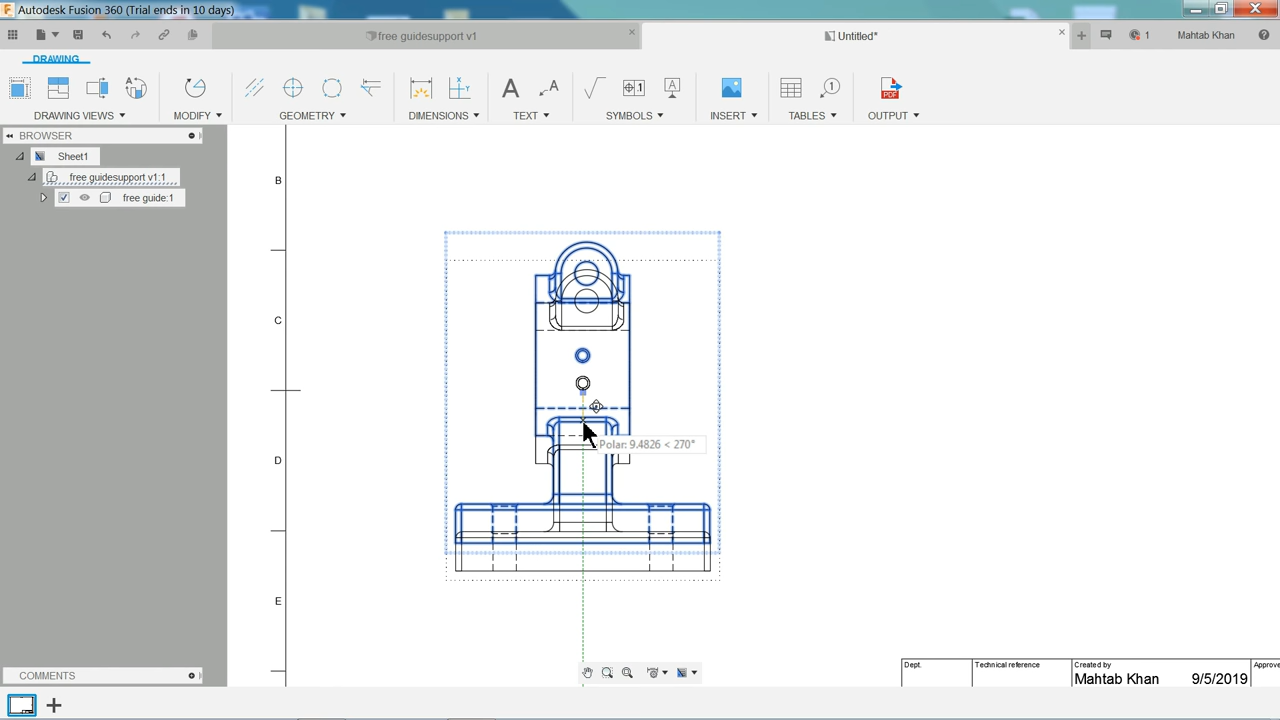 Autodesk Fusion 360 (Trial ends in 10 days)
free guidesupport v1
Untitled*
1
Mahtab Khan
DRAWING
DRAWING VIEWS
MODIFY
GEOMETRY
DIMENSIONS
TEXT
SYMBOLS
INSERT
TABLES
OUTPUT
BROWSER
Sheet1
free guidesupport v1:1
free guide:1
B
C
D
E
Polar: 9.4826 < 270°
Dept.
Technical reference
Created by
Approve
Mahtab Khan
9/5/2019
COMMENTS